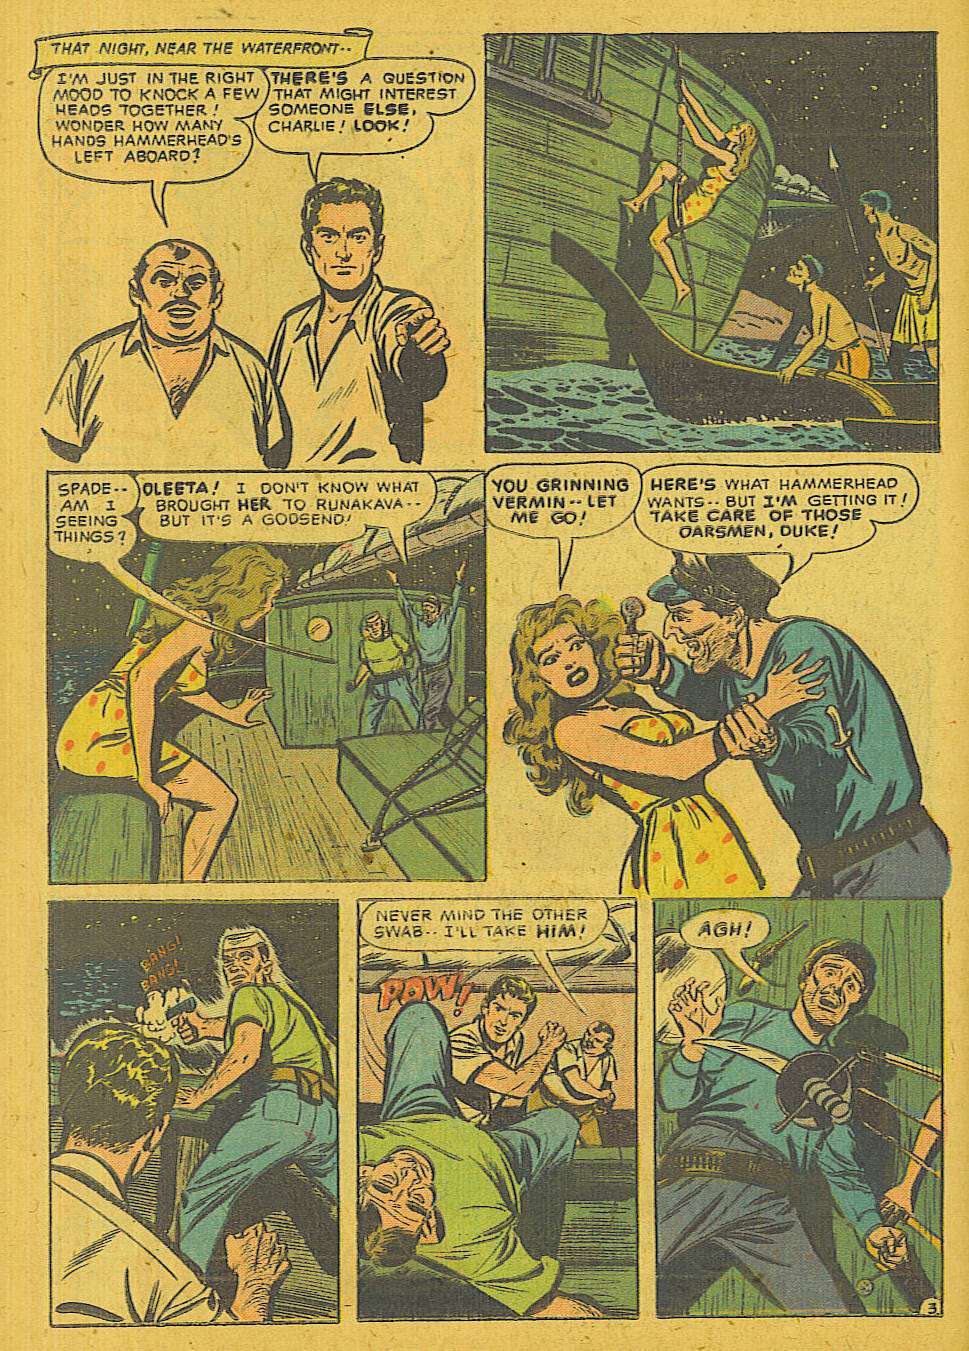 THAT NIGHT, NEAR THE WATERFRONT--
I'M JUST IN THE RIGHT
MOOD TO KNOCK A FEW
HEADS TOGETHER!
WONDER HOW MANY
HANDS HAMMERHEAD'S
LEFT ABOARD?
THERE'S A QUESTION
THAT MIGHT INTEREST
SOMEONE ELSE,
CHARLIE! LOOK!
SPADE--
AM I
SEEING
THINGS?
OLEETA! I DON'T KNOW WHAT
BROUGHT HER TO RUNAKAVA--
BUT IT'S A GODSEND!
YOU GRINNING
VERMIN-- LET
ME GO!
HERE'S WHAT HAMMERHEAD
WANTS-- BUT I'M GETTING IT!
TAKE CARE OF THOSE
OARSMEN, DUKE!
BANG!
BANG!
NEVER MIND THE OTHER
SWAB-- I'LL TAKE HIM!
POW!
AGH!
3